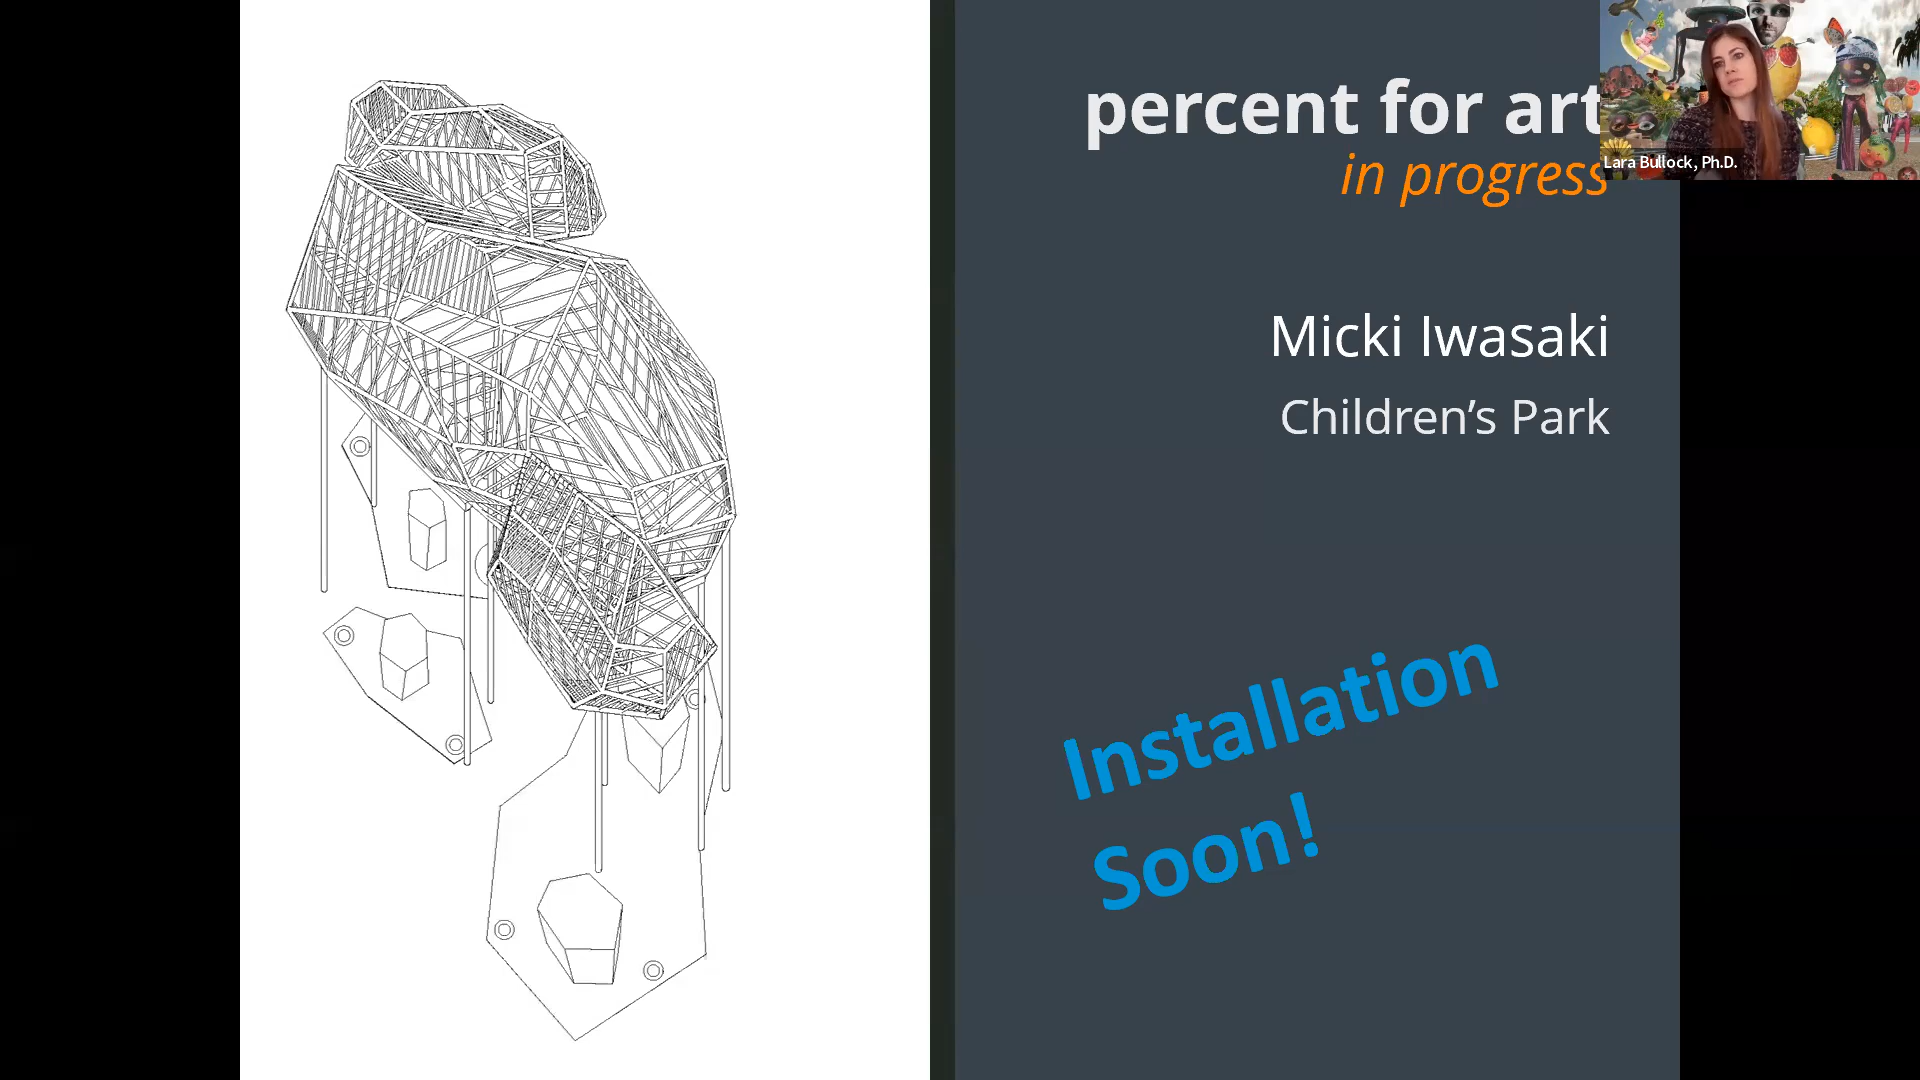 percent for art
in progress
Lara Bullock, Ph.D.
Micki Iwasaki
Children’s Park
Installation
Soon!